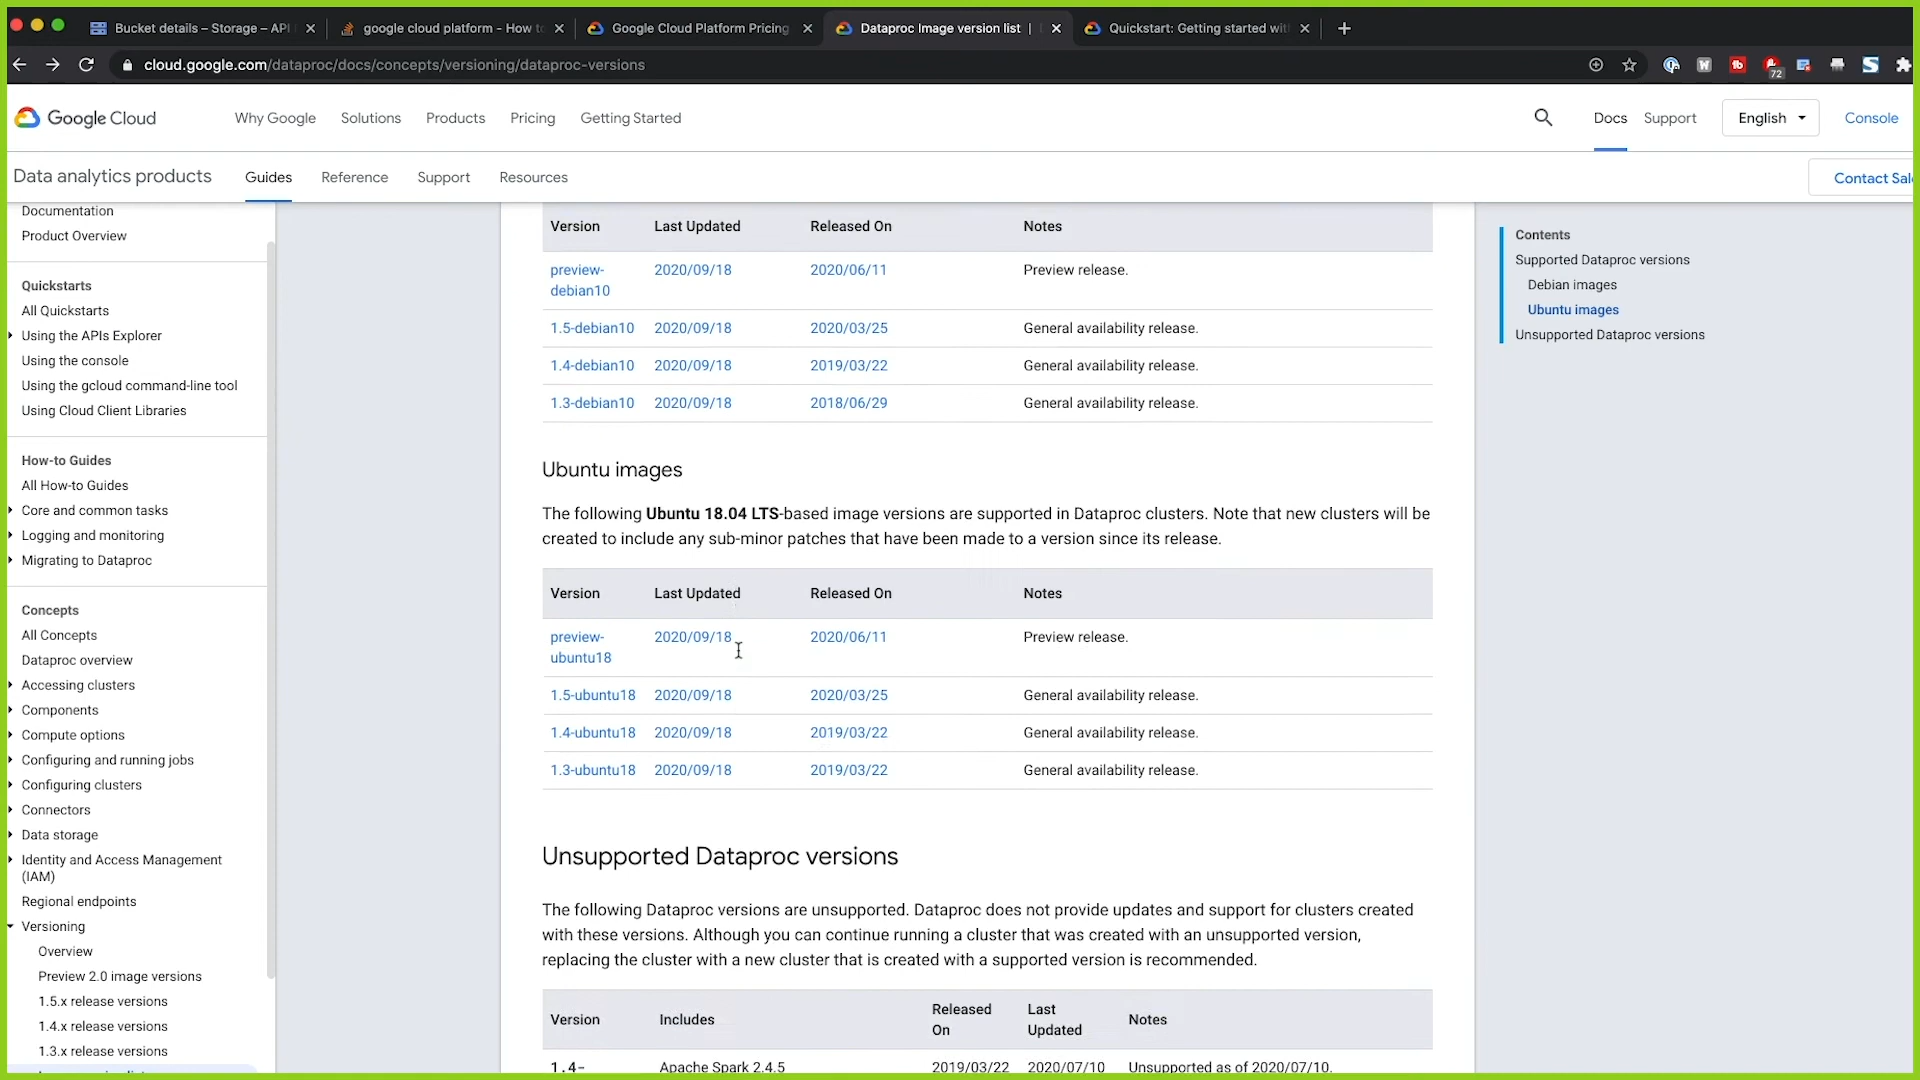 Bucket details – Storage – API
google cloud platform - How to
Google Cloud Platform Pricing
Dataproc Image version list |
Quickstart: Getting started wit
cloud.google.com/dataproc/docs/concepts/versioning/dataproc-versions
72
Google Cloud
Why Google
Solutions
Products
Pricing
Getting Started
Docs
Support
English
Console
Data analytics products
Guides
Reference
Support
Resources
Contact Sal
Documentation
Product Overview
Quickstarts
All Quickstarts
Using the APIs Explorer
Using the console
Using the gcloud command-line tool
Using Cloud Client Libraries
How-to Guides
All How-to Guides
Core and common tasks
Logging and monitoring
Migrating to Dataproc
Concepts
All Concepts
Dataproc overview
Accessing clusters
Components
Compute options
Configuring and running jobs
Configuring clusters
Connectors
Data storage
Identity and Access Management
(IAM)
Regional endpoints
Versioning
Overview
Preview 2.0 image versions
1.5.x release versions
1.4.x release versions
1.3.x release versions
Version Last Updated Released On Notes
preview-
debian10 2020/09/18 2020/06/11 Preview release.
1.5-debian10 2020/09/18 2020/03/25 General availability release.
1.4-debian10 2020/09/18 2019/03/22 General availability release.
1.3-debian10 2020/09/18 2018/06/29 General availability release.
Ubuntu images
The following Ubuntu 18.04 LTS-based image versions are supported in Dataproc clusters. Note that new clusters will be
created to include any sub-minor patches that have been made to a version since its release.
Version Last Updated Released On Notes
preview-
ubuntu18 2020/09/18 2020/06/11 Preview release.
1.5-ubuntu18 2020/09/18 2020/03/25 General availability release.
1.4-ubuntu18 2020/09/18 2019/03/22 General availability release.
1.3-ubuntu18 2020/09/18 2019/03/22 General availability release.
Unsupported Dataproc versions
The following Dataproc versions are unsupported. Dataproc does not provide updates and support for clusters created
with these versions. Although you can continue running a cluster that was created with an unsupported version,
replacing the cluster with a new cluster that is created with a supported version is recommended.
Version Includes Released
On Last
Updated Notes
1.4- Apache Spark 2.4.5 2019/03/22 2020/07/10 Unsupported as of 2020/07/10.
Contents
Supported Dataproc versions
Debian images
Ubuntu images
Unsupported Dataproc versions